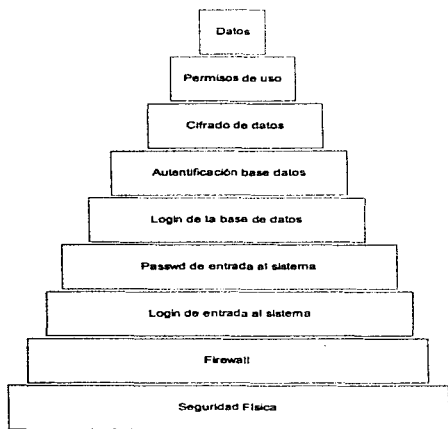 Datos
Permisos de uso
Cifrado de datos
Autentificación base datos
Login de la base de datos
Passwd de entrada al sistema
Login de entrada al sistema
Firewall
Seguridad Física